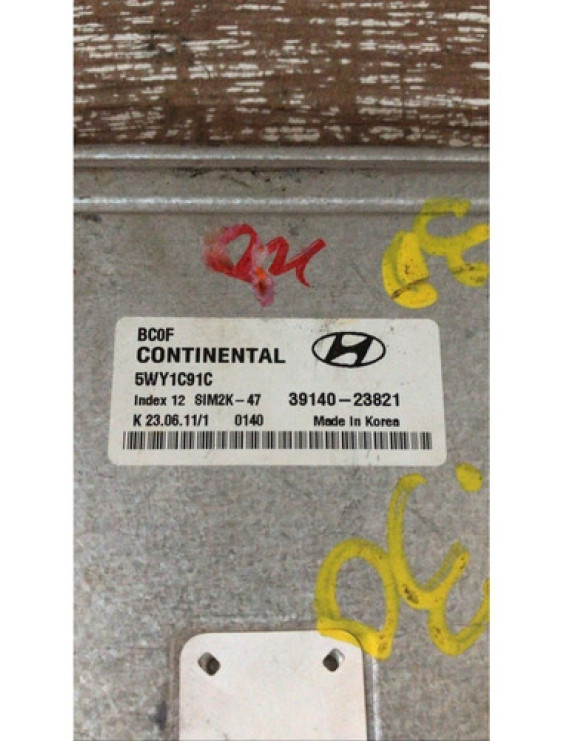 BC0F
CONTINENTAL
5WY1C91C
Index 12 SIM2K-47 39140-23821
K 23.06.11/1 0140 Made In Korea